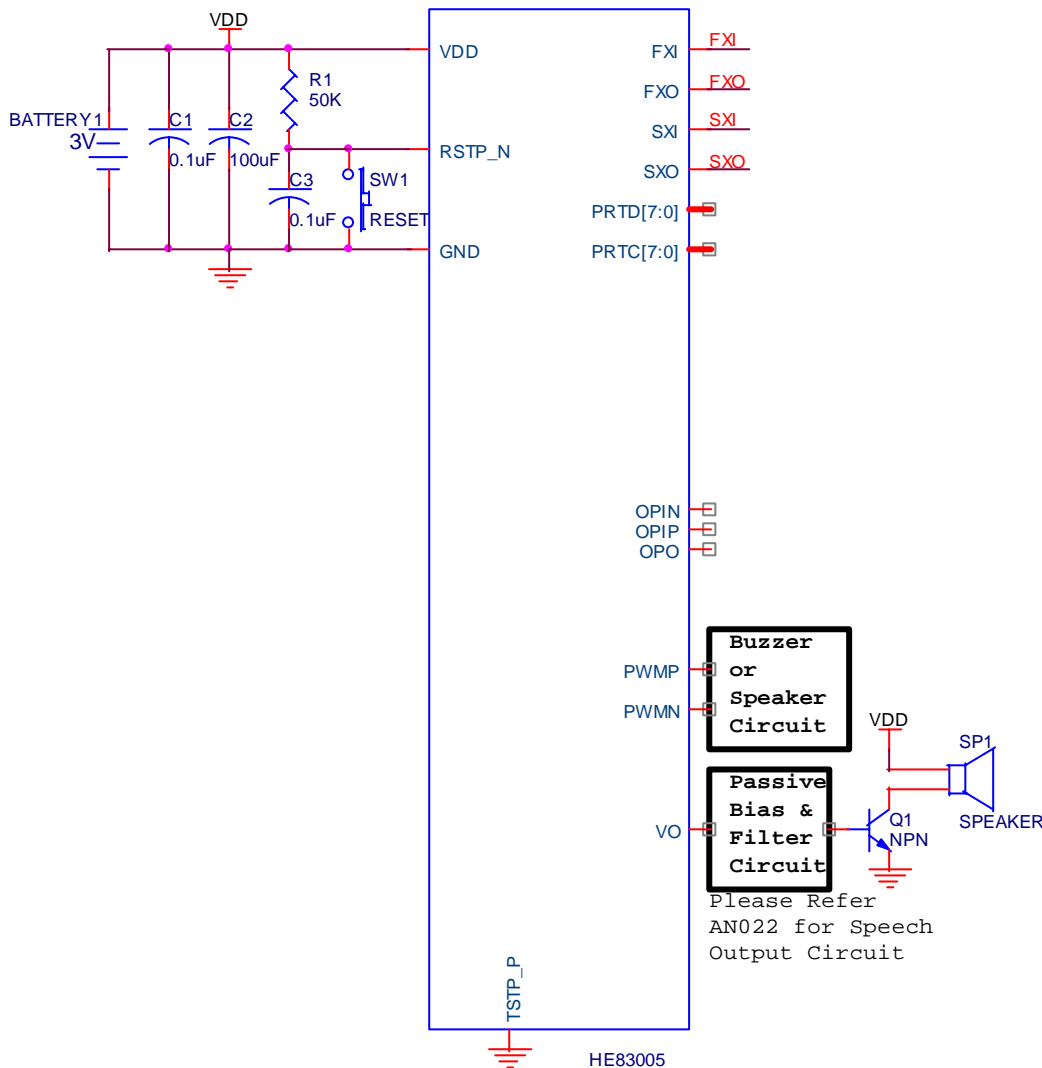 VDD
VDD
FXI
FXI
FXO
FXO
SXI
SXI
SXO
SXO
R1
50K
BATTERY1
3V
C1
0.1uF
C2
100uF
RSTP_N
C3
0.1uF
SW1
RESET
GND
PRTD[7:0]
PRTC[7:0]
OPIN
OPIP
OPO
PWMP
PWMN
Buzzer
or
Speaker
Circuit
VDD
SP1
SPEAKER
VO
Passive
Bias &
Filter
Circuit
Q1
NPN
Please Refer
AN022 for Speech
Output Circuit
TSTP_P
HE83005